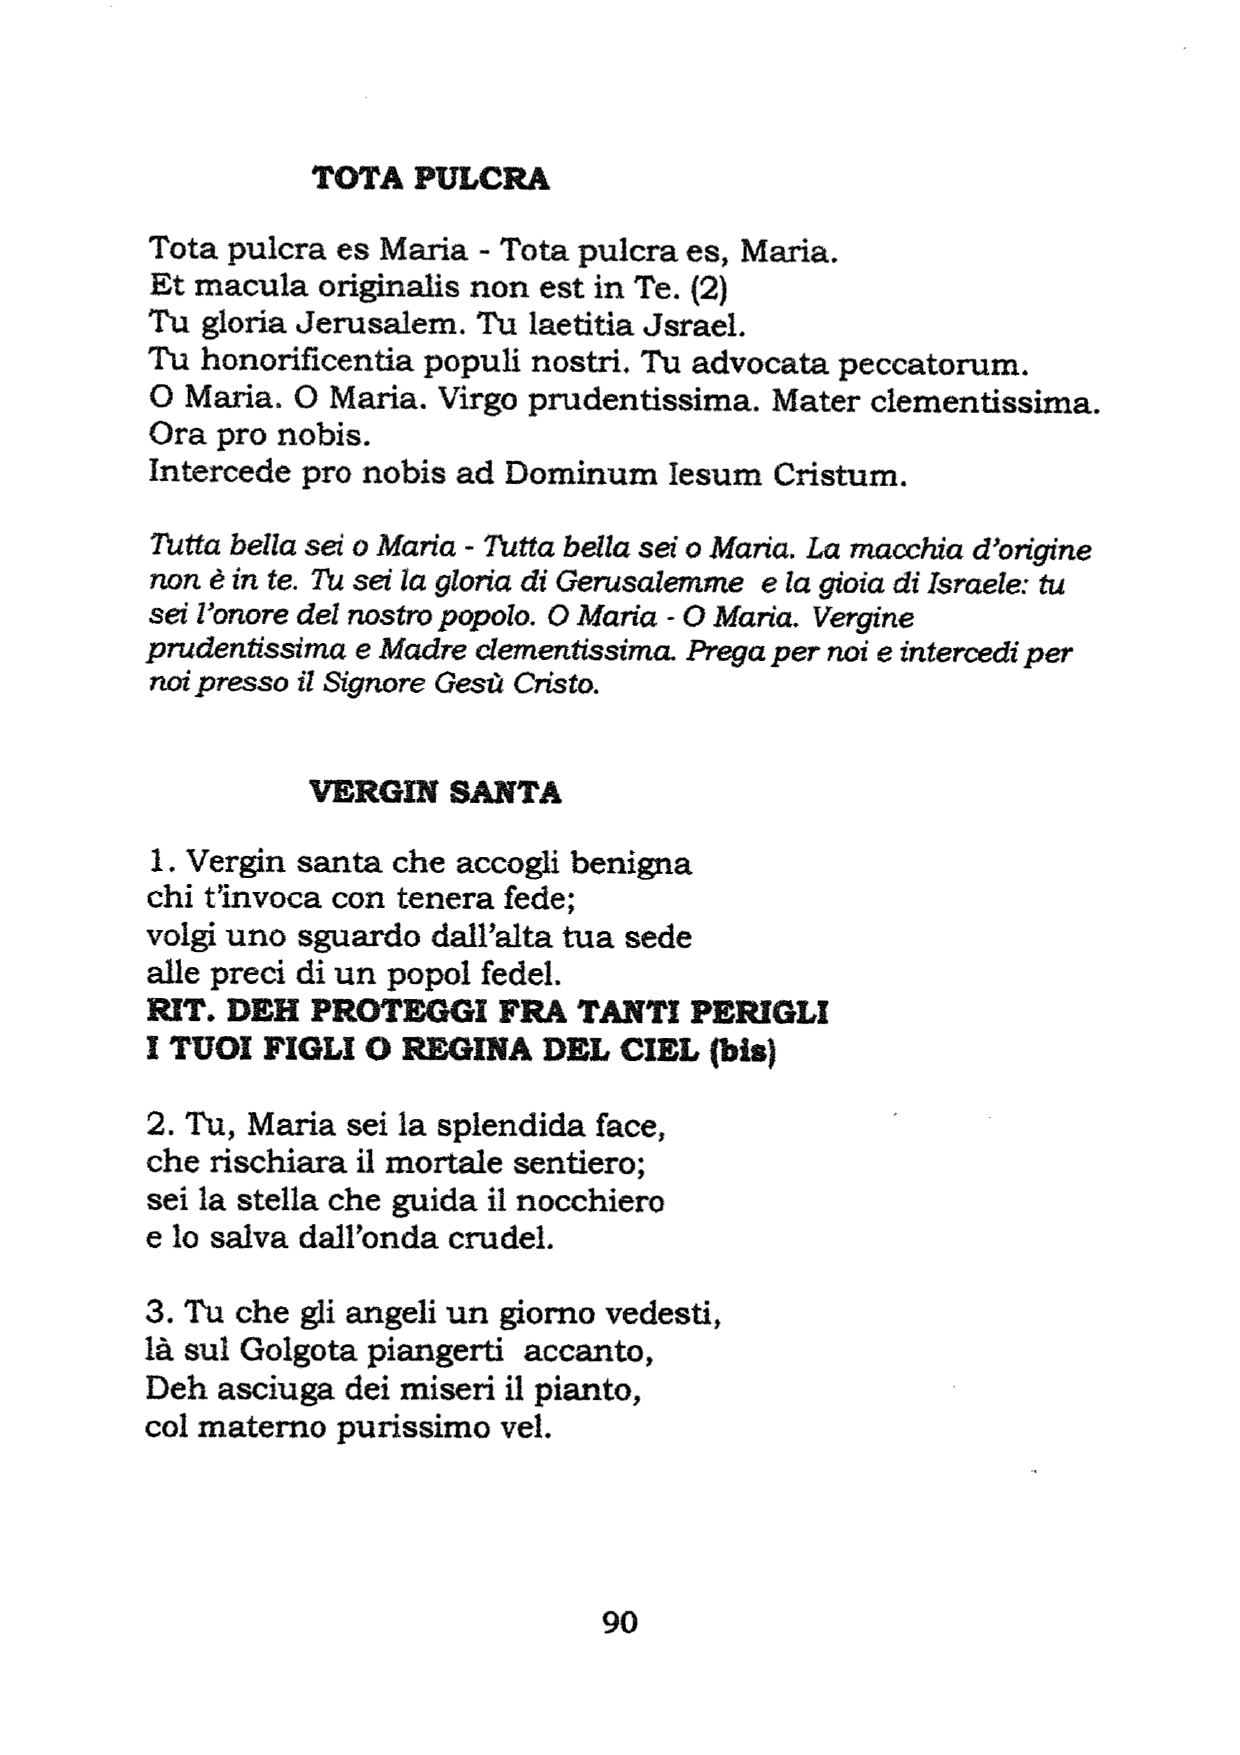 TOTA PULCRA
Tota pulcra es Maria - Tota pulcra es, Maria.
Et macula originalis non est in Te. (2)
Tu gloria Jerusalem. Tu laetitia Jsrael.
Tu honorificentia populi nostri. Tu advocata peccatorum.
O Maria. O Maria. Virgo prudentissima. Mater clementissima.
Ora pro nobis.
Intercede pro nobis ad Dominum Iesum Cristum.
Tutta bella sei o Maria - Tutta bella sei o Maria. La macchia d'origine
non è in te. Tu sei la gloria di Gerusalemme e la gioia di Israele: tu
sei l'onore del nostro popolo. O Maria - O Maria. Vergine
prudentissima e Madre clementissima. Prega per noi e intercedi per
noi presso il Signore Gesù Cristo.
VERGIN SANTA
1. Vergin santa che accogli benigna
chi t'invoca con tenera fede;
volgi uno sguardo dall'alta tua sede
alle preci di un popol fedel.
RIT. DEH PROTEGGI FRA TANTI PERIGLI
I TUOI FIGLI O REGINA DEL CIEL (bis)
2. Tu, Maria sei la splendida face,
che rischiara il mortale sentiero;
sei la stella che guida il nocchiero
e lo salva dall'onda crudel.
3. Tu che gli angeli un giorno vedesti,
là sul Golgota piangerti accanto,
Deh asciuga dei miseri il pianto,
col materno purissimo vel.
90